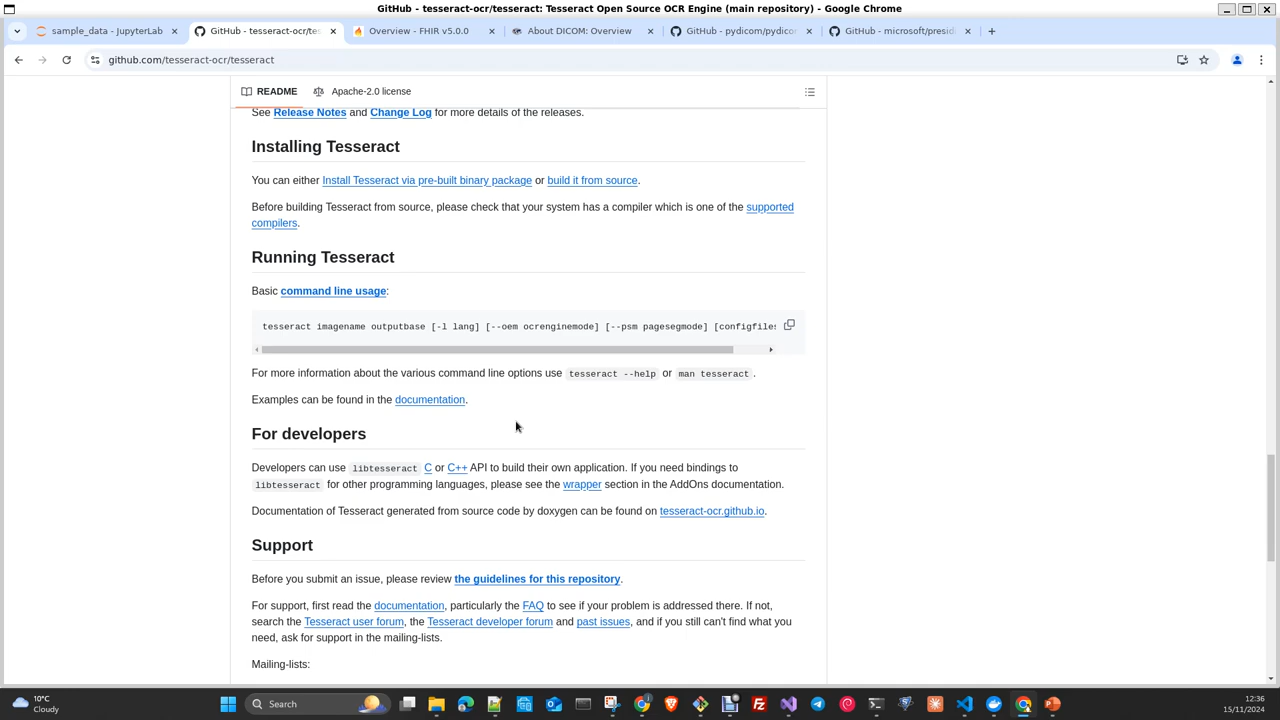 GitHub - tesseract-ocr/tesseract: Tesseract Open Source OCR Engine (main repository) - Google Chrome
sample_data - JupyterLab
GitHub - tesseract-ocr/tes
Overview - FHIR v5.0.0
About DICOM: Overview
GitHub - pydicom/pydico
GitHub - microsoft/presid
github.com/tesseract-ocr/tesseract
README
Apache-2.0 license
See Release Notes and Change Log for more details of the releases.
Installing Tesseract
You can either Install Tesseract via pre-built binary package or build it from source.
Before building Tesseract from source, please check that your system has a compiler which is one of the supported
compilers.
Running Tesseract
Basic command line usage:
tesseract imagename outputbase [-l lang] [--oem ocrenginemode] [--psm pagesegmode] [configfiles
For more information about the various command line options use tesseract --help or man tesseract.
Examples can be found in the documentation.
For developers
Developers can use libtesseract C or C++ API to build their own application. If you need bindings to
libtesseract for other programming languages, please see the wrapper section in the AddOns documentation.
Documentation of Tesseract generated from source code by doxygen can be found on tesseract-ocr.github.io.
Support
Before you submit an issue, please review the guidelines for this repository.
For support, first read the documentation, particularly the FAQ to see if your problem is addressed there. If not,
search the Tesseract user forum, the Tesseract developer forum and past issues, and if you still can't find what you
need, ask for support in the mailing-lists.
Mailing-lists:
10°C
Cloudy
Search
12:36
15/11/2024